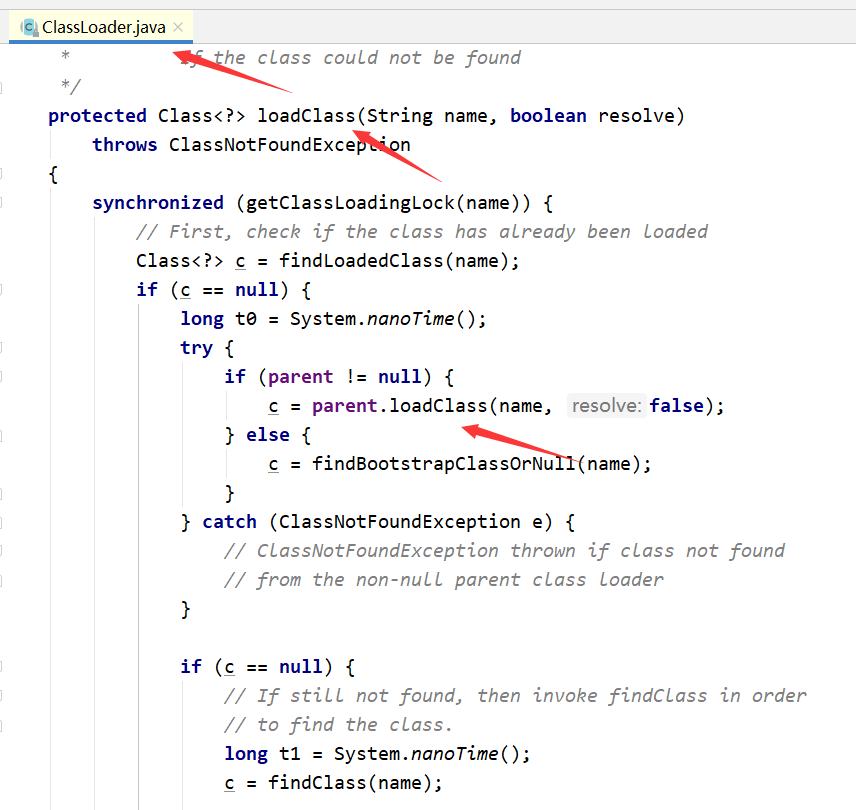 ClassLoader.java
* If the class could not be found
*/
protected Class<?> loadClass(String name, boolean resolve)
throws ClassNotFoundException
{
synchronized (getClassLoadingLock(name)) {
// First, check if the class has already been loaded
Class<?> c = findLoadedClass(name);
if (c == null) {
long t0 = System.nanoTime();
try {
if (parent != null) {
c = parent.loadClass(name, resolve: false);
} else {
c = findBootstrapClassOrNull(name);
}
} catch (ClassNotFoundException e) {
// ClassNotFoundException thrown if class not found
// from the non-null parent class loader
}
if (c == null) {
// If still not found, then invoke findClass in order
// to find the class.
long t1 = System.nanoTime();
c = findClass(name);